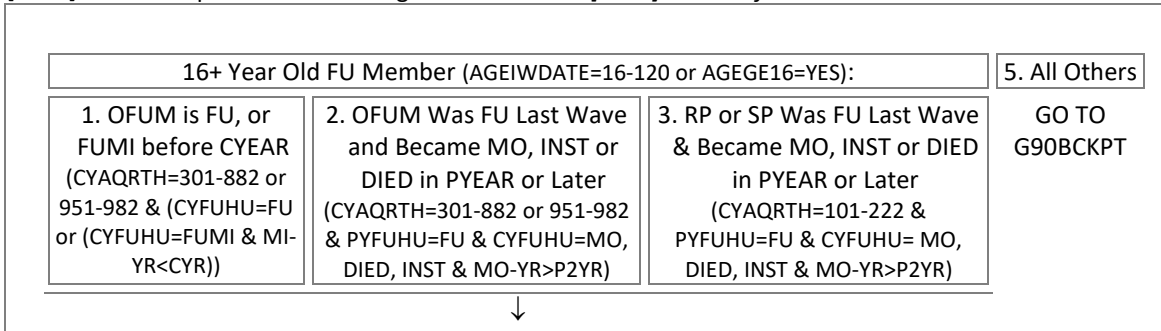 16+ Year Old FU Member (AGEIWDATE=16-120 or AGEGE16=YES):
5. All Others
1. OFUM is FU, or
FUMI before CYEAR
(CYAQRTH=301-882 or
951-982 & (CYFUHU=FU
or (CYFUHU=FUMI & MI-
YR<CYR))
2. OFUM Was FU Last Wave
and Became MO, INST or
DIED in PYEAR or Later
(CYAQRTH=301-882 or 951-982
& PYFUHU=FU & CYFUHU=MO,
DIED, INST & MO-YR>P2YR)
3. RP or SP Was FU Last Wave
& Became MO, INST or DIED
in PYEAR or Later
(CYAQRTH=101-222 &
PYFUHU=FU & CYFUHU= MO,
DIED, INST & MO-YR>P2YR)
GO TO
G90BCKPT
↓